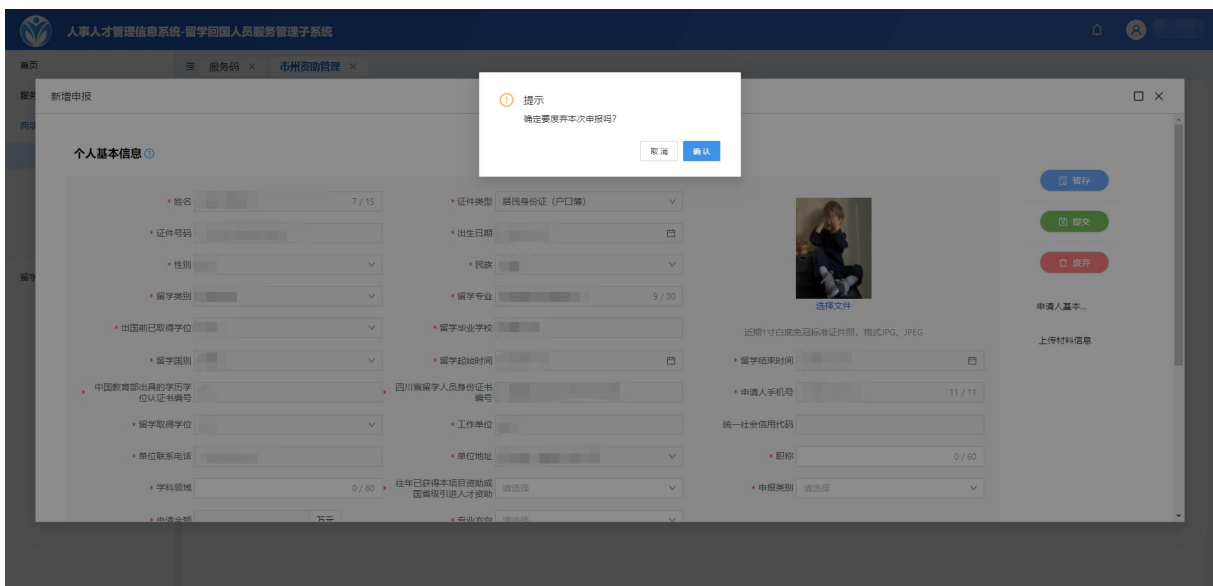 人事人才管理信息系统-留学回国人员服务管理子系统
首页
服务码 ×
市州资助管理 ×
服务
新增申报
提示
确定要废弃本次申报吗?
取消
确认
两项
个人基本信息
暂存
提交
废弃
申请人基本...
上传材料信息
留学
* 姓名 7 / 15
* 证件类型 居民身份证（户口簿）
* 证件号码
* 出生日期
* 性别
* 民族
* 留学类别
* 留学专业 9 / 30
选择文件
* 出国前已取得学位
* 留学毕业学校
近期1寸白底免冠标准证件照，格式JPG、JPEG
* 留学国别
* 留学起始时间
* 留学结束时间
* 中国教育部出具的学历学
位认证书编号
* 四川省留学人员身份证书
编号
* 申请人手机号 11 / 11
* 留学取得学位
* 工作单位
统一社会信用代码
* 单位联系电话
* 单位地址
* 职称 0 / 60
* 学科领域 0 / 60
* 往年已获得本项目资助或
国省级引进人才资助 请选择
* 申报类别 请选择
* 申请金额 万元
* 专业方向 请选择